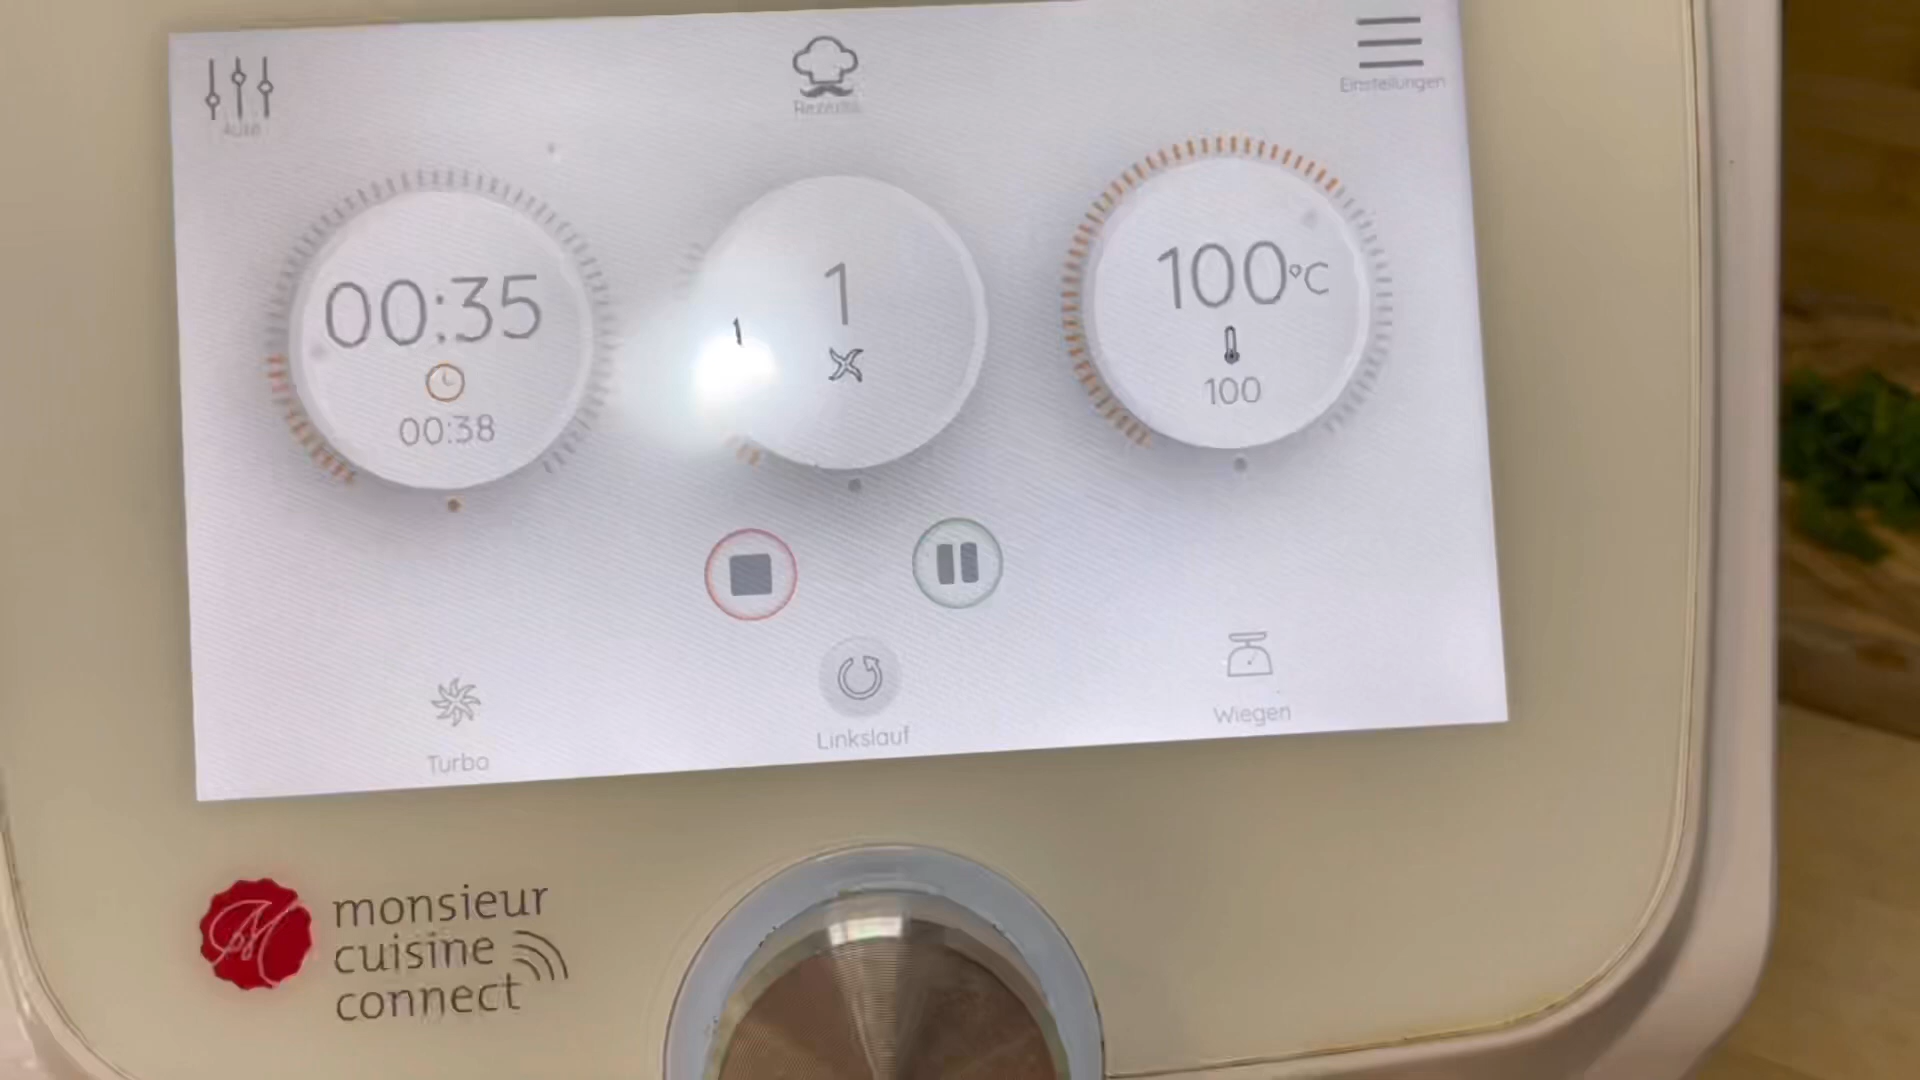 Einstellungen
00:35
00:38
1
1
100°C
100
Turbo
Linkslauf
Wiegen
monsieur
cuisine
connect